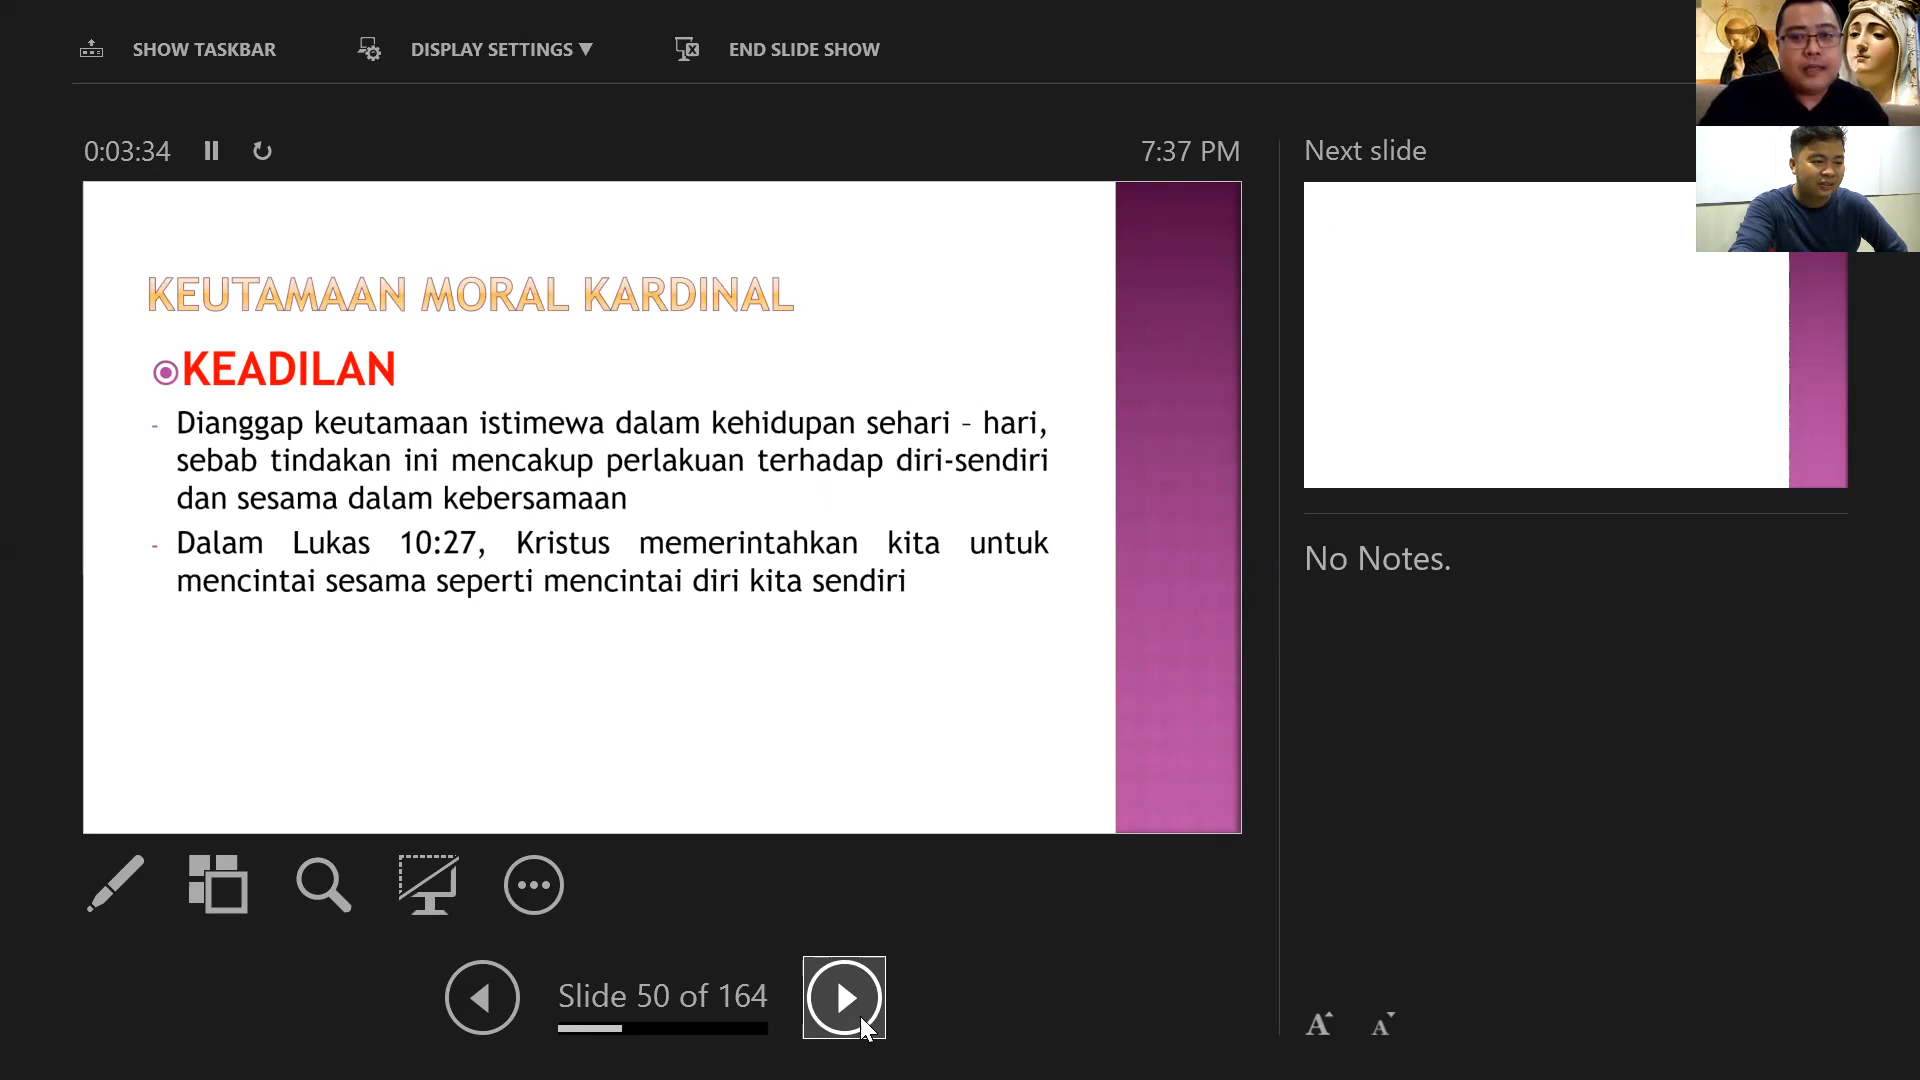 SHOW TASKBAR
DISPLAY SETTINGS ▼
END SLIDE SHOW
0:03:34
7:37 PM
KEUTAMAAN MORAL KARDINAL
KEADILAN
- Dianggap keutamaan istimewa dalam kehidupan sehari – hari,
sebab tindakan ini mencakup perlakuan terhadap diri-sendiri
dan sesama dalam kebersamaan
- Dalam Lukas 10:27, Kristus memerintahkan kita untuk
mencintai sesama seperti mencintai diri kita sendiri
Slide 50 of 164
Next slide
No Notes.
A A